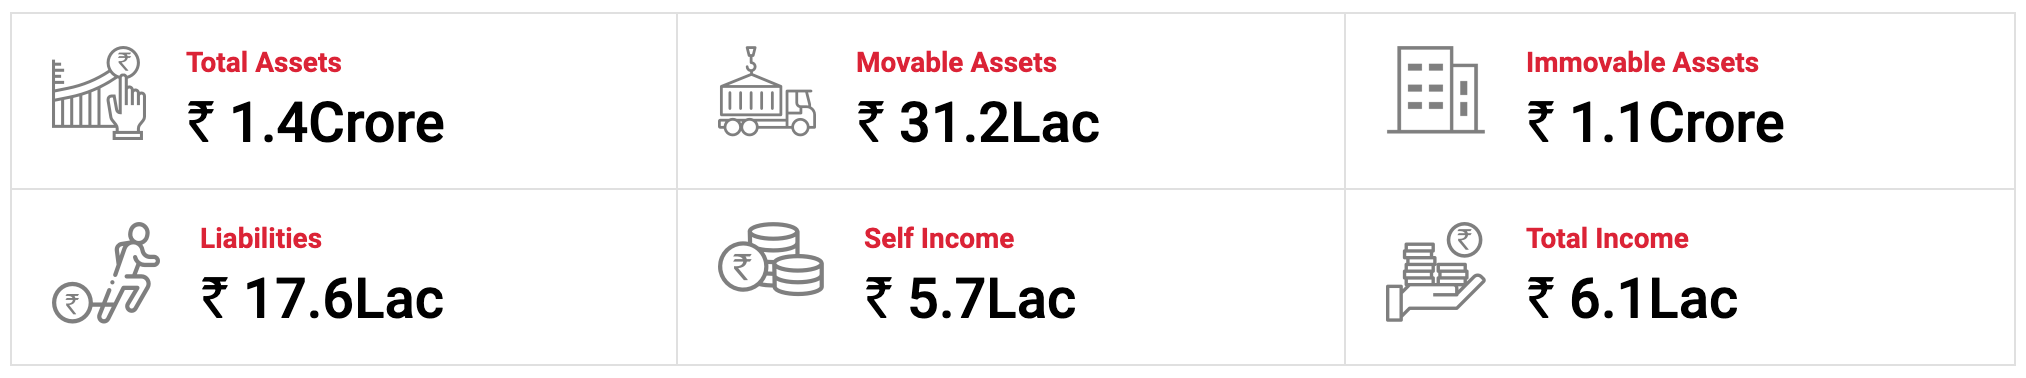 Total Assets
₹ 1.4Crore
Movable Assets
₹ 31.2Lac
Immovable Assets
₹ 1.1Crore
Liabilities
₹ 17.6Lac
Self Income
₹ 5.7Lac
Total Income
₹ 6.1Lac